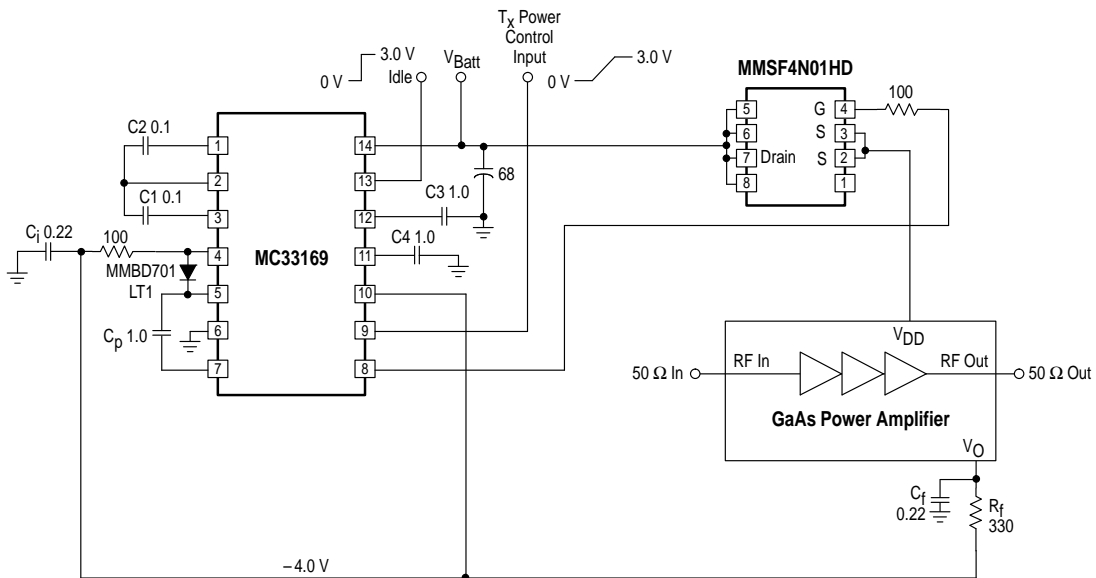 TX Power
Control
Input
3.0 V
0 V
Idle
VBatt
0 V
3.0 V
MMSF4N01HD
5
6
7
8
Drain
G
S
S
4
3
2
1
100
C2 0.1
C1 0.1
1
2
3
4
5
6
7
MC33169
14
13
12
11
10
9
8
68
C3 1.0
C4 1.0
Ci 0.22
100
MMBD701
LT1
Cp 1.0
VDD
50 Ω In
RF In
RF Out
50 Ω Out
GaAs Power Amplifier
VO
Cf
0.22
Rf
330
–4.0 V